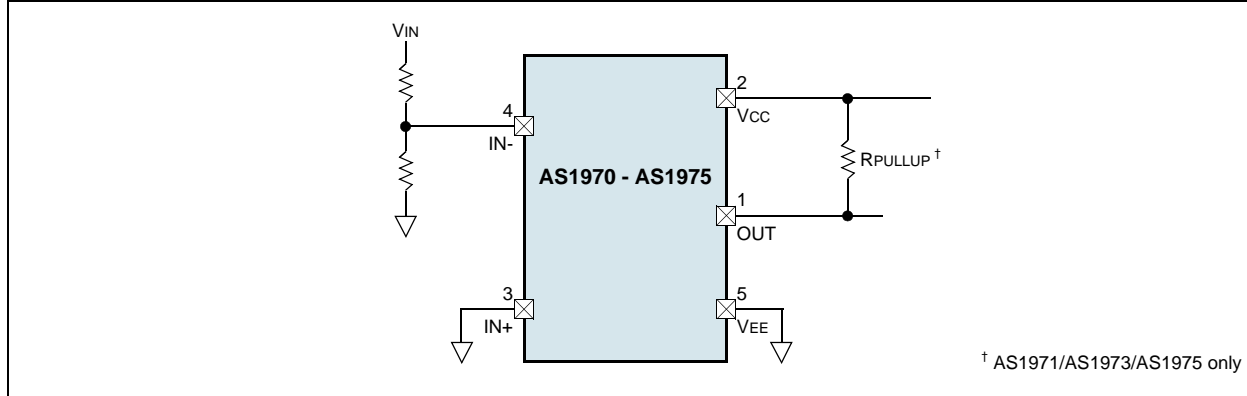 VIN
2
VCC
4
IN-
RPULLUP †
AS1970 - AS1975
1
OUT
3
IN+
5
VEE
† AS1971/AS1973/AS1975 only